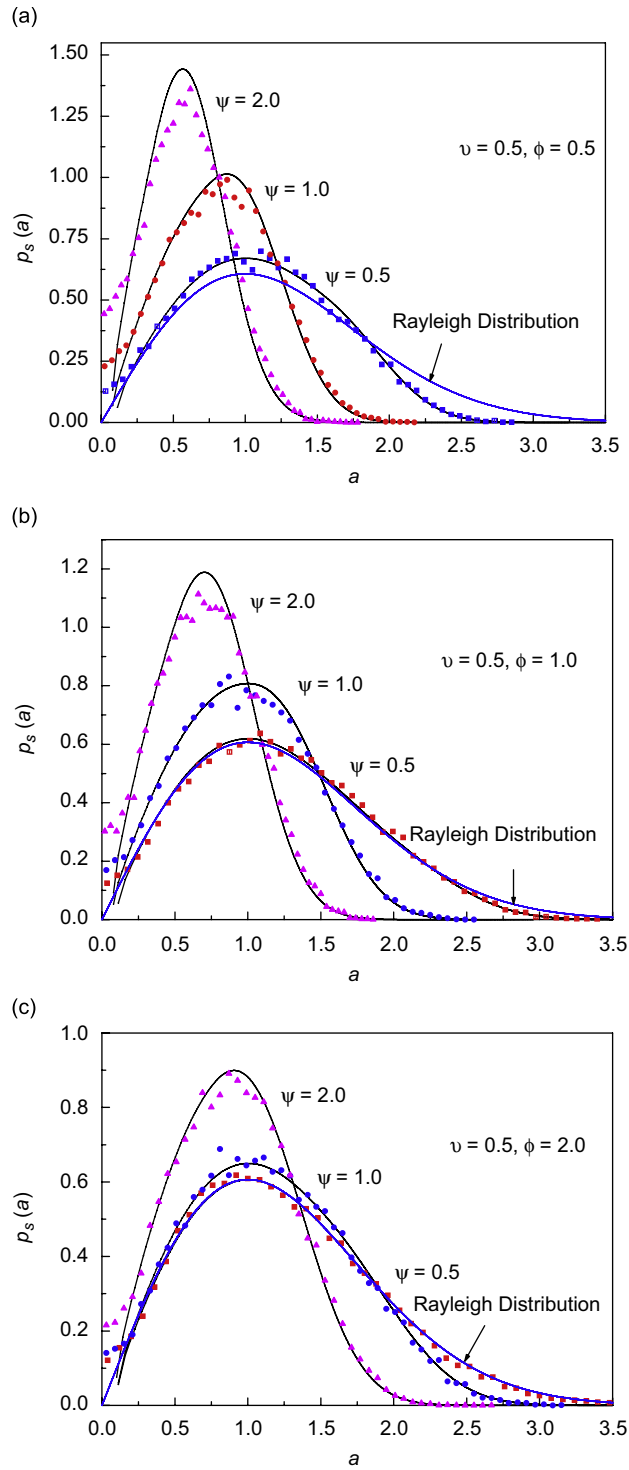 (a)
1.50
1.25
1.00
0.75
0.50
0.25
0.00
ψ = 2.0
ψ = 1.0
ψ = 0.5
υ = 0.5, ϕ = 0.5
Rayleigh Distribution
p_s(a)
0.0 0.5 1.0 1.5 2.0 2.5 3.0 3.5
a
(b)
1.2
1.0
0.8
0.6
0.4
0.2
0.0
ψ = 2.0
ψ = 1.0
ψ = 0.5
υ = 0.5, ϕ = 1.0
Rayleigh Distribution
p_s(a)
0.0 0.5 1.0 1.5 2.0 2.5 3.0 3.5
a
(c)
1.0
0.8
0.6
0.4
0.2
0.0
ψ = 2.0
ψ = 1.0
ψ = 0.5
υ = 0.5, ϕ = 2.0
Rayleigh Distribution
p_s(a)
0.0 0.5 1.0 1.5 2.0 2.5 3.0 3.5
a